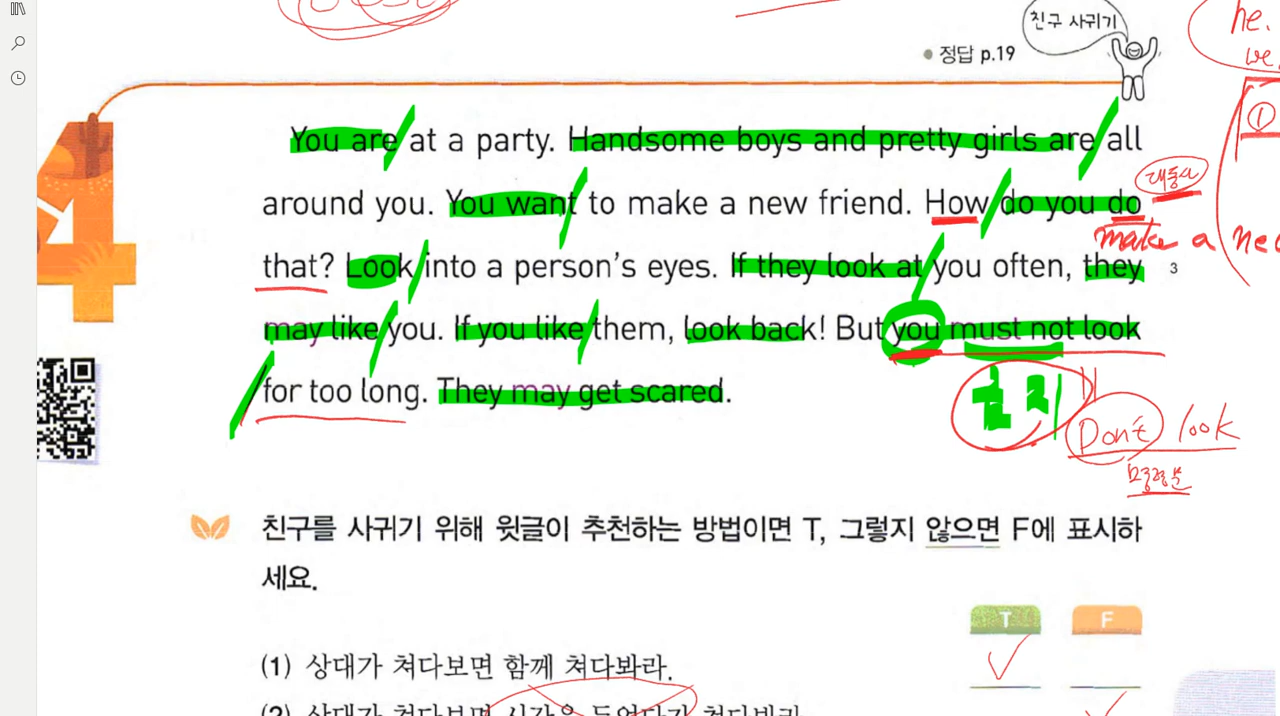 친구 사귀기
he.
we.
● 정답 p.19
①
4
You are at a party. Handsome boys and pretty girls are all
around you. You want to make a new friend. How do you do
대동사
make a new
that? Look into a person's eyes. If they look at you often, they 3
may like you. If you like them, look back! But you must not look
for too long. They may get scared.
금지
Don't look
명령문
친구를 사귀기 위해 윗글이 추천하는 방법이면 T, 그렇지 않으면 F에 표시하
세요.
T F
(1) 상대가 쳐다보면 함께 쳐다봐라.